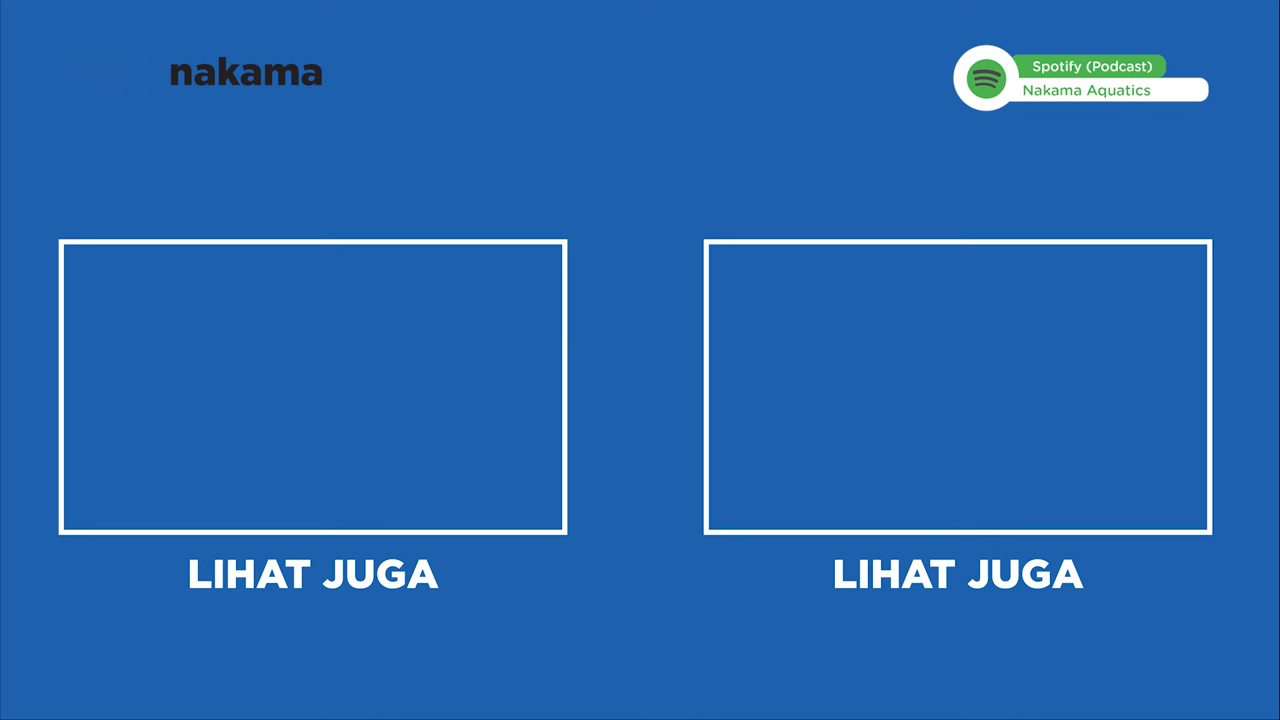 nakama
Spotify (Podcast)
Nakama Aquatics
LIHAT JUGA
LIHAT JUGA